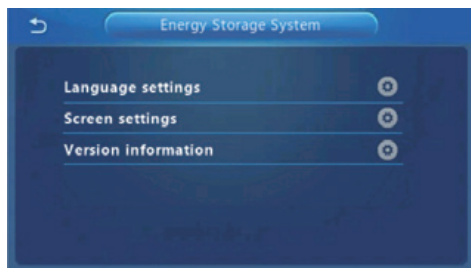 Energy Storage System
Language settings
Screen settings
Version information